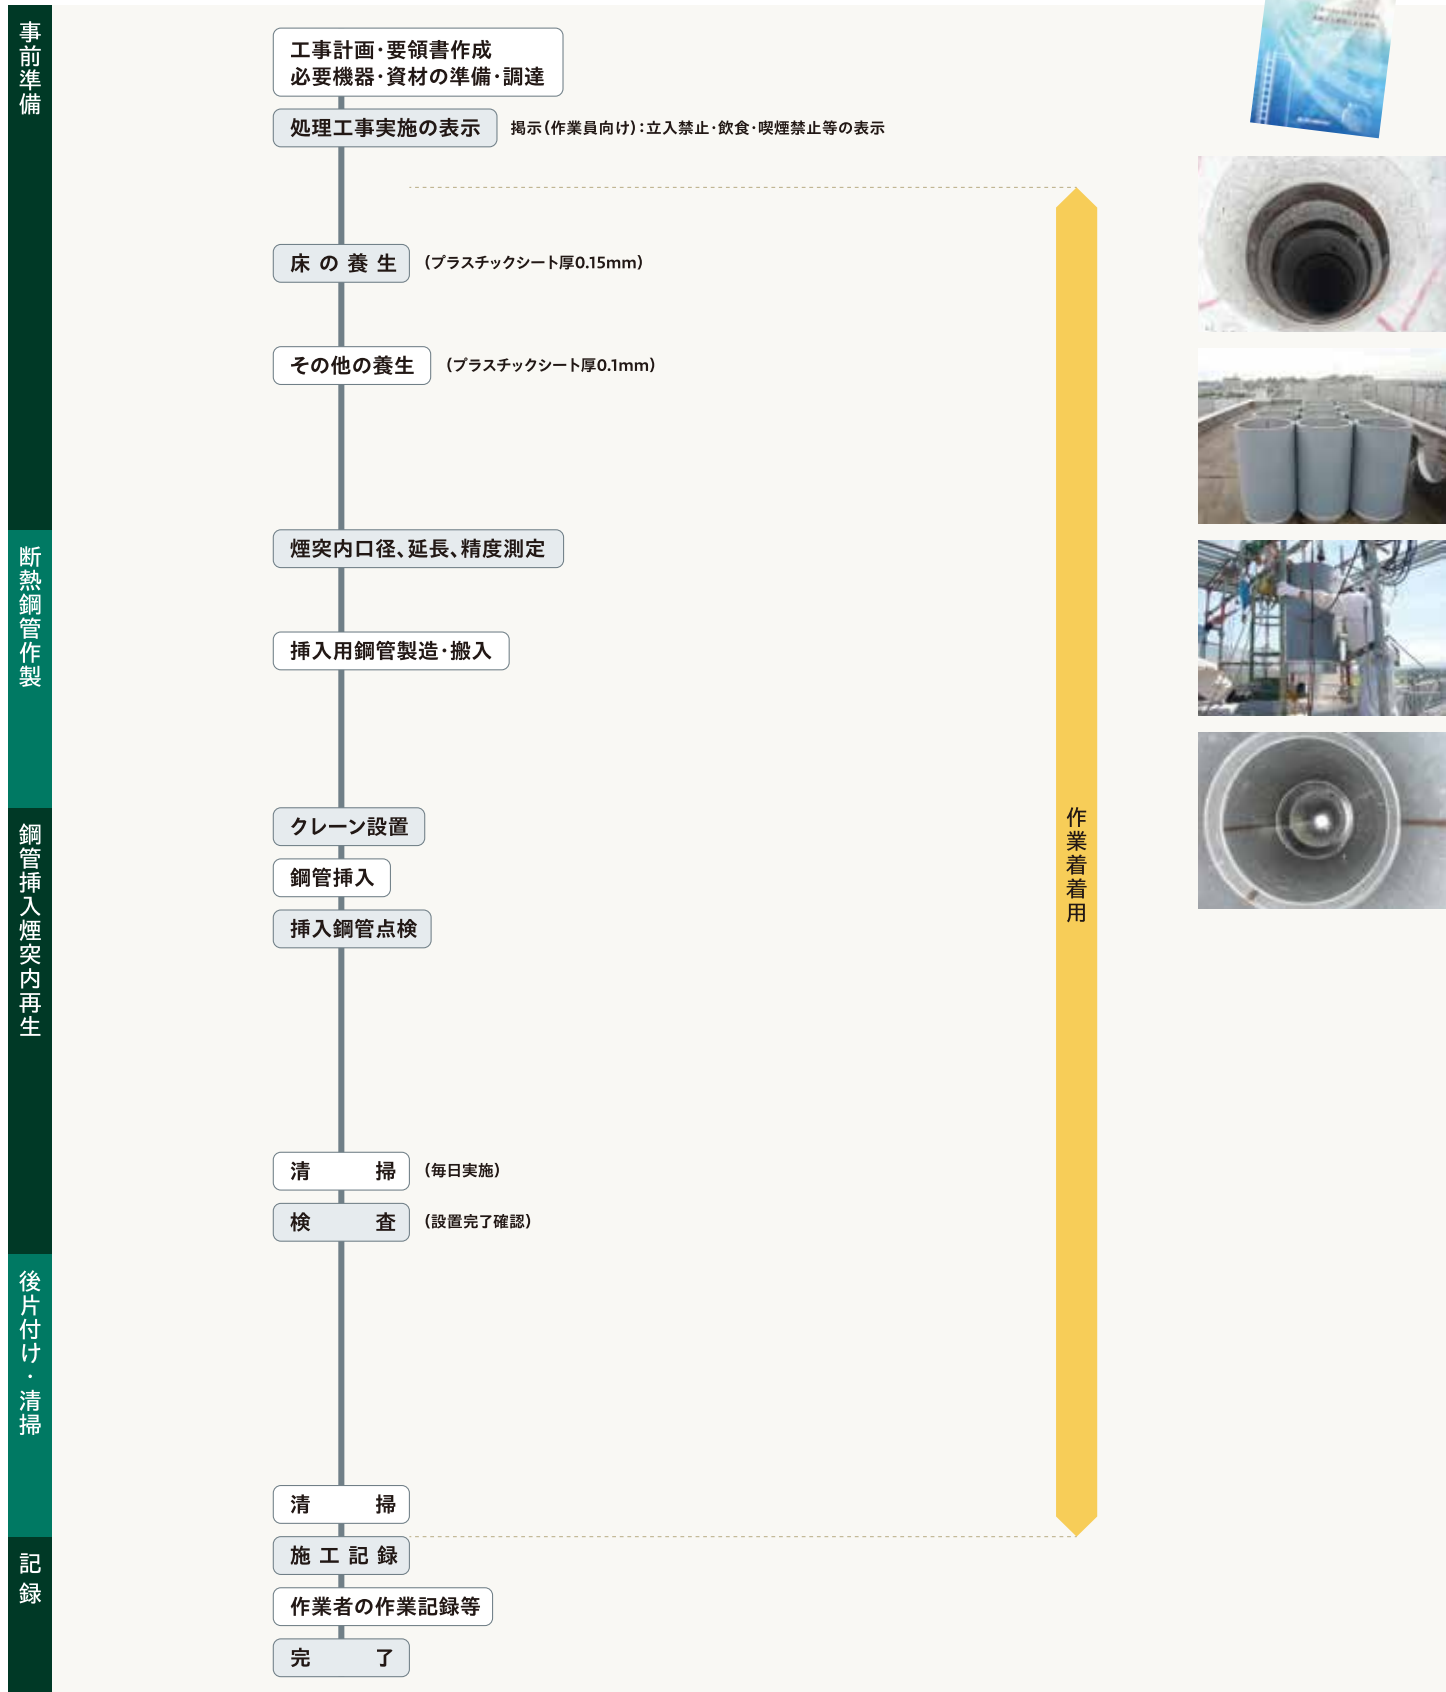 事前準備
工事計画・要領書作成
必要機器・資材の準備・調達
処理工事実施の表示
掲示(作業員向け):立入禁止・飲食・喫煙禁止等の表示
床の養生
(プラスチックシート厚0.15mm)
その他の養生
(プラスチックシート厚0.1mm)
断熱鋼管作製
煙突内口径、延長、精度測定
挿入用鋼管製造・搬入
鋼管挿入煙突内再生
クレーン設置
鋼管挿入
挿入鋼管点検
作業着着用
清掃
(毎日実施)
検査
(設置完了確認)
後片付け・清掃
清掃
記録
施工記録
作業者の作業記録等
完了